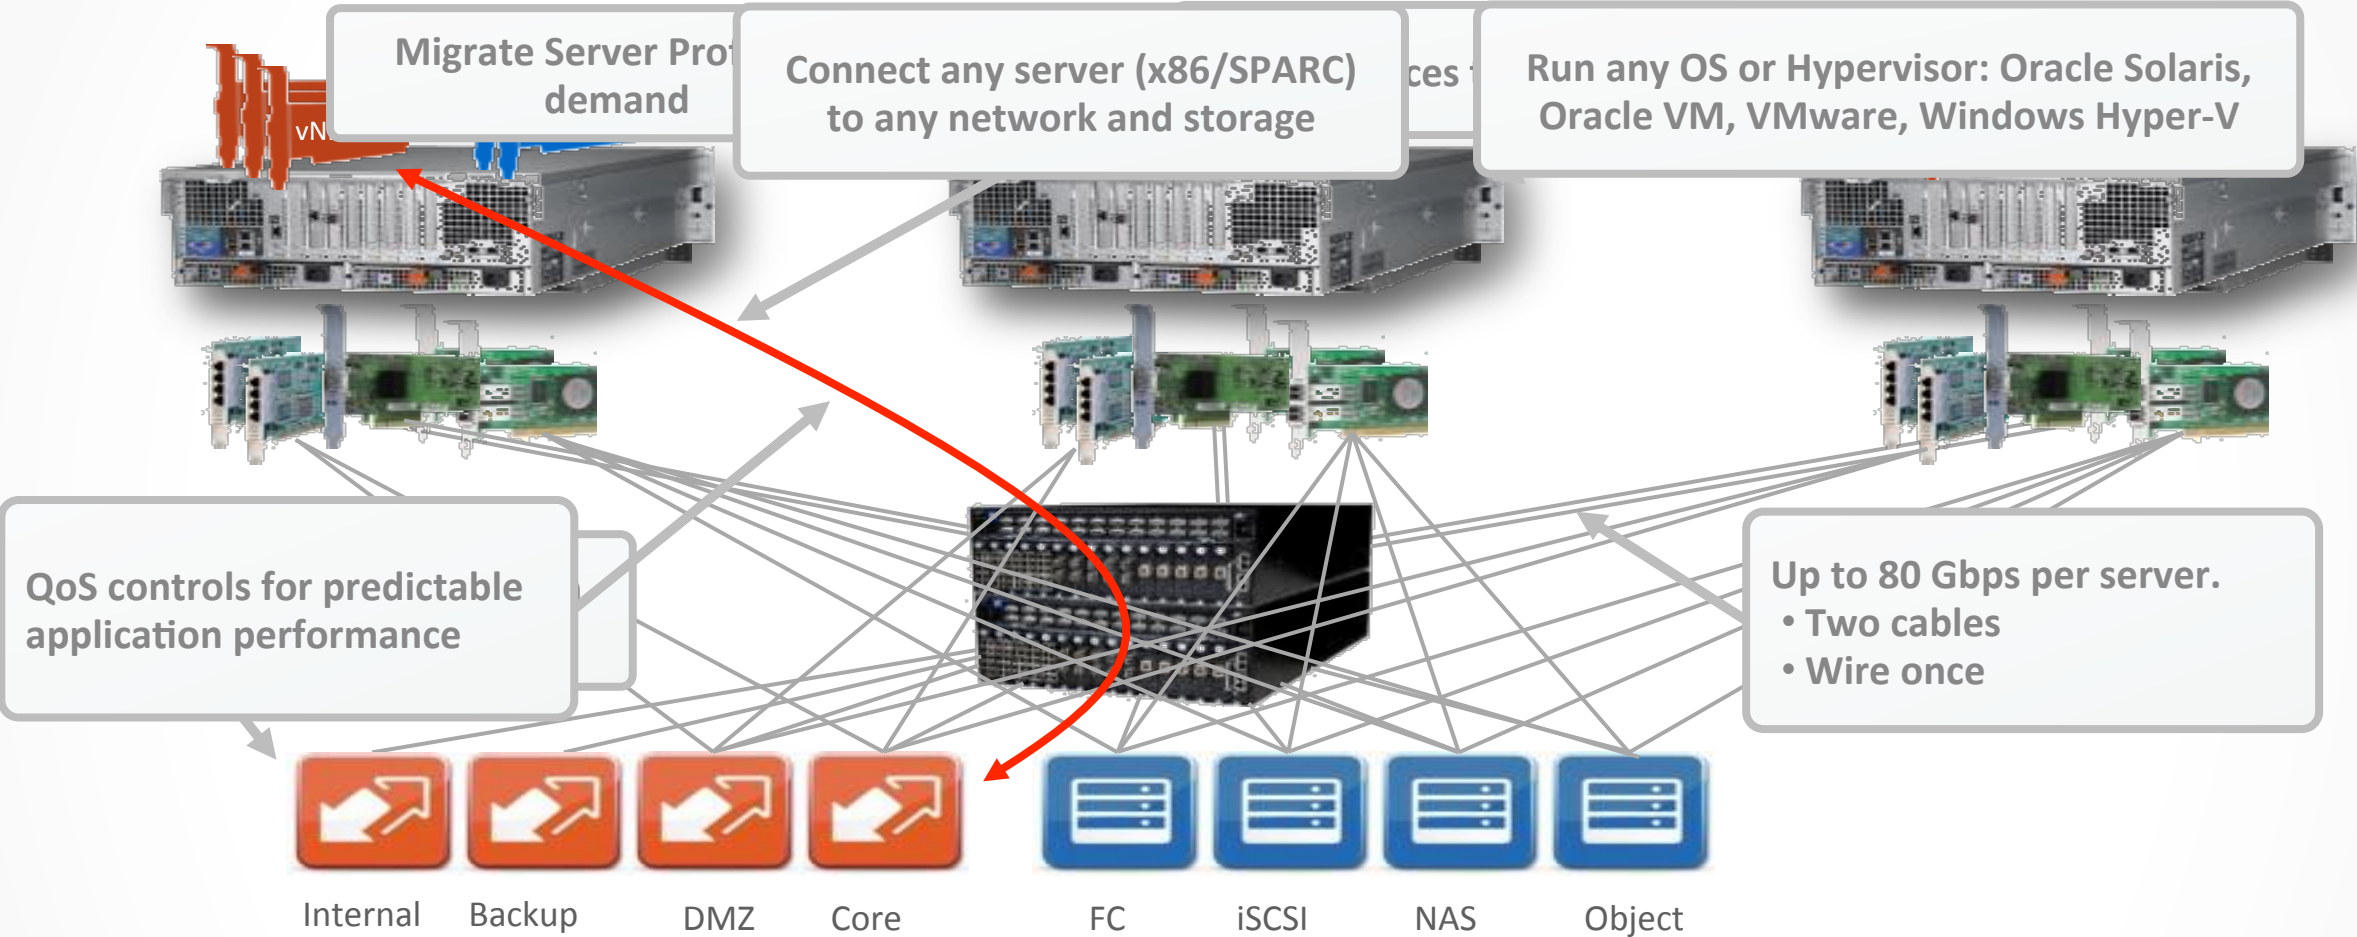 Migrate Server
demand
vN
Connect any server (x86/SPARC)
to any network and storage
Run any OS or Hypervisor: Oracle Solaris,
Oracle VM, VMware, Windows Hyper-V
QoS controls for predictable
application performance
Up to 80 Gbps per server.
• Two cables
• Wire once
Internal
Backup
DMZ
Core
FC
iSCSI
NAS
Object